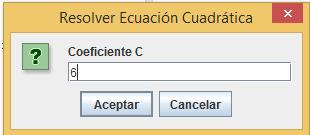 Resolver Ecuación Cuadrática
Coeficiente C
6
Aceptar
Cancelar